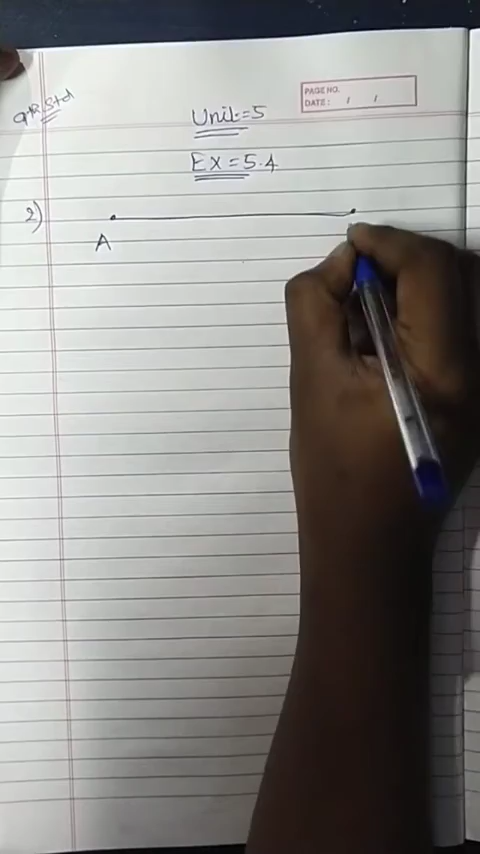 9th Std
PAGE NO.
DATE : / /
Unit=5
Ex = 5.4
2)
A